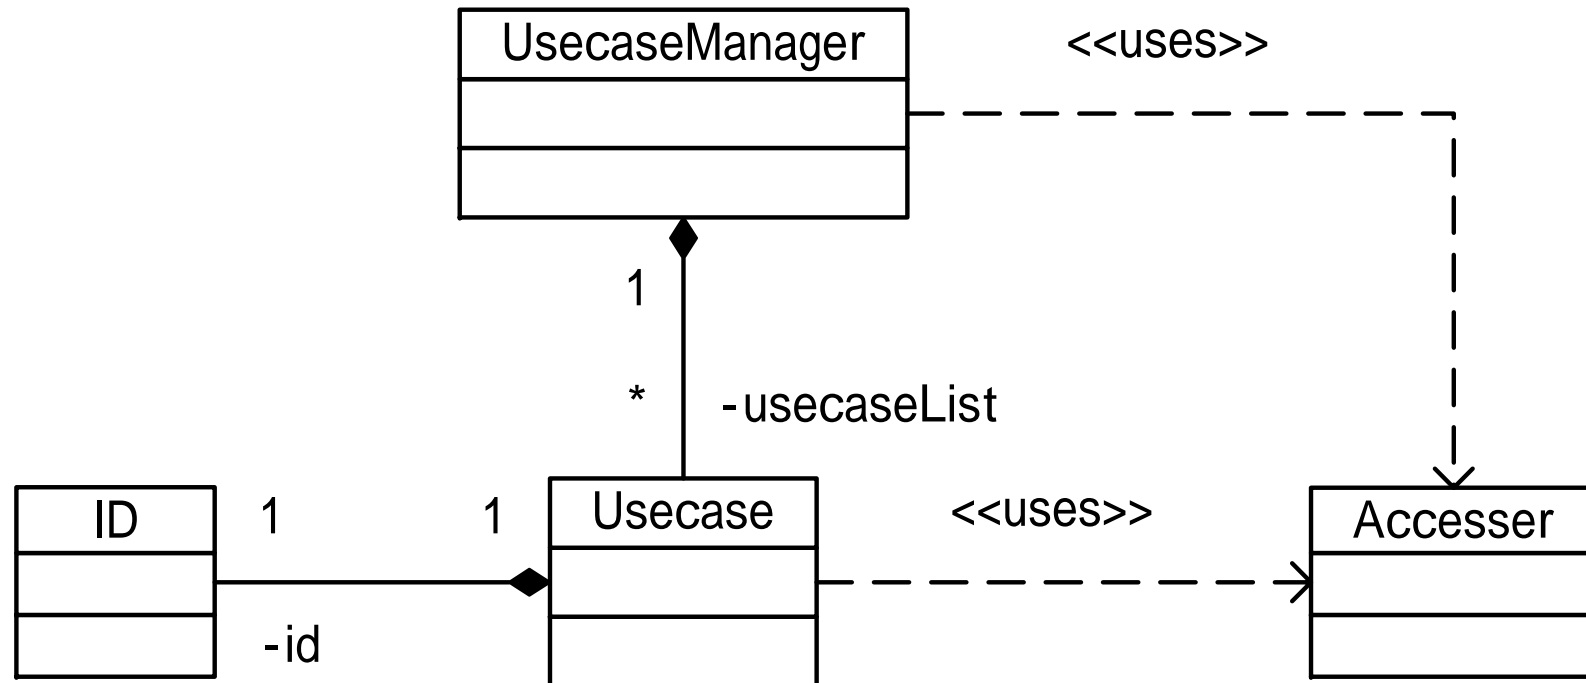 UsecaseManager
<<uses>>
1
*
-usecaseList
ID
1
1
Usecase
<<uses>>
Accesser
-id